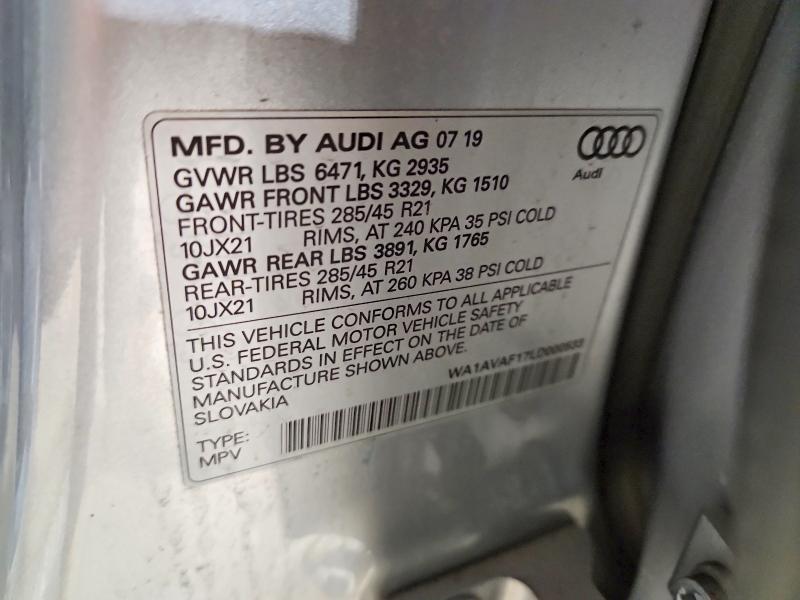 MFD. BY AUDI AG 07 19
Audi
GVWR LBS 6471, KG 2935
GAWR FRONT LBS 3329, KG 1510
FRONT-TIRES 285/45 R21
10JX21 RIMS, AT 240 KPA 35 PSI COLD
GAWR REAR LBS 3891, KG 1765
REAR-TIRES 285/45 R21
10JX21 RIMS, AT 260 KPA 38 PSI COLD
THIS VEHICLE CONFORMS TO ALL APPLICABLE
U.S. FEDERAL MOTOR VEHICLE SAFETY
STANDARDS IN EFFECT ON THE DATE OF
MANUFACTURE SHOWN ABOVE.
SLOVAKIA
WA1AVAF17LD000533
TYPE:
MPV